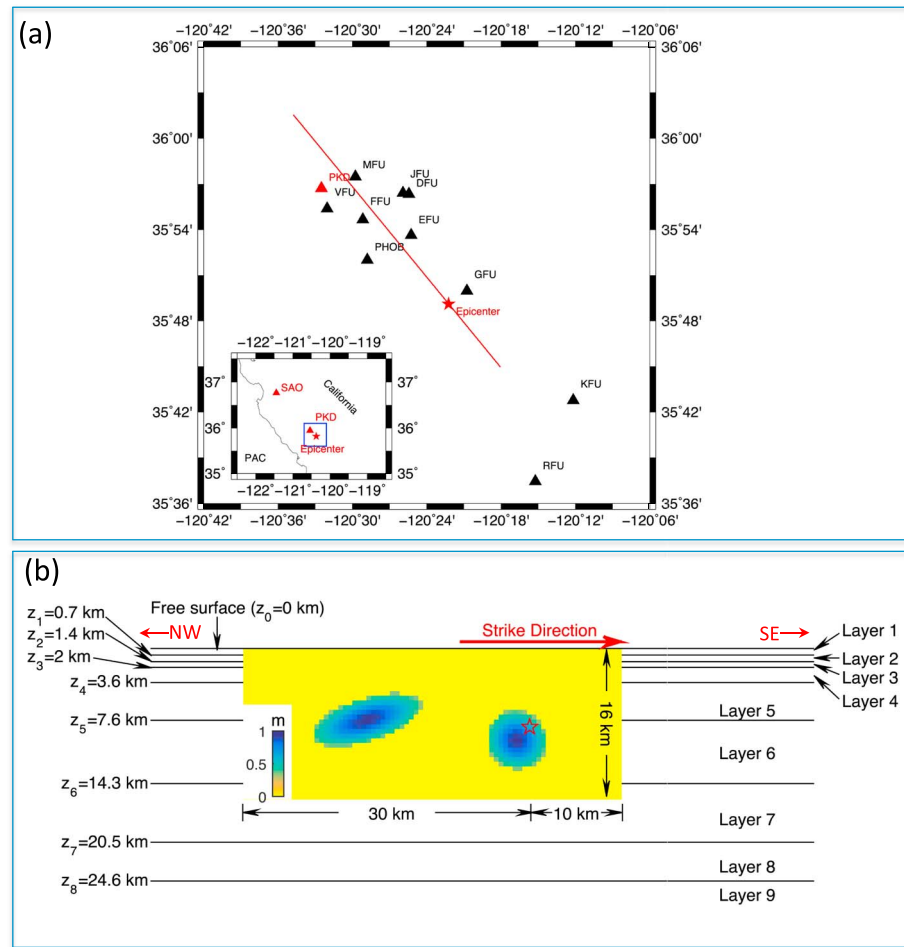 (a)
−120˚42' −120˚36' −120˚30' −120˚24' −120˚18' −120˚12' −120˚06'
36˚06' 36˚06'
36˚00' 36˚00'
MFU
JFU
PKD DFU
VFU
FFU
EFU
35˚54' 35˚54'
PHOB
GFU
Epicenter
35˚48' 35˚48'
−122˚ −121˚ −120˚ −119˚
37˚ 37˚
SAO
California
KFU
PKD
35˚42' 35˚42'
36˚ 36˚
Epicenter
PAC
RFU
35˚ 35˚
−122˚ −121˚ −120˚ −119˚
35˚36' 35˚36'
−120˚42' −120˚36' −120˚30' −120˚24' −120˚18' −120˚12' −120˚06'
(b)
z1=0.7 km
Free surface (z0=0 km)
NW
Strike Direction
SE
Layer 1
z2=1.4 km
Layer 2
z3=2 km
Layer 3
z4=3.6 km
Layer 4
m
z5=7.6 km
1
Layer 5
16 km
0.5
Layer 6
z6=14.3 km
0
30 km
10 km
Layer 7
z7=20.5 km
Layer 8
z8=24.6 km
Layer 9